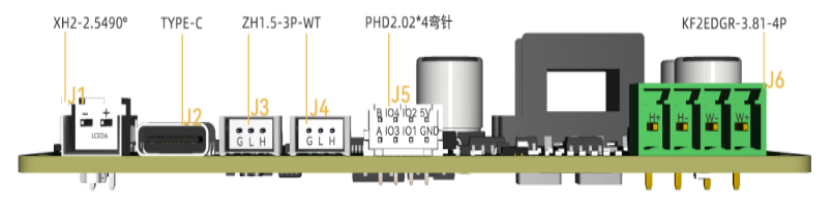 XH2-2.5490°
TYPE-C
ZH1.5-3P-WT
PHD2.02*4弯针
KF2EDGR-3.81-4P
J1
J2
J3
J4
J5
J6
- +
G L H
G L H
B IO4 IO2 5V
A IO3 IO1 GND
H+ H- W- W+